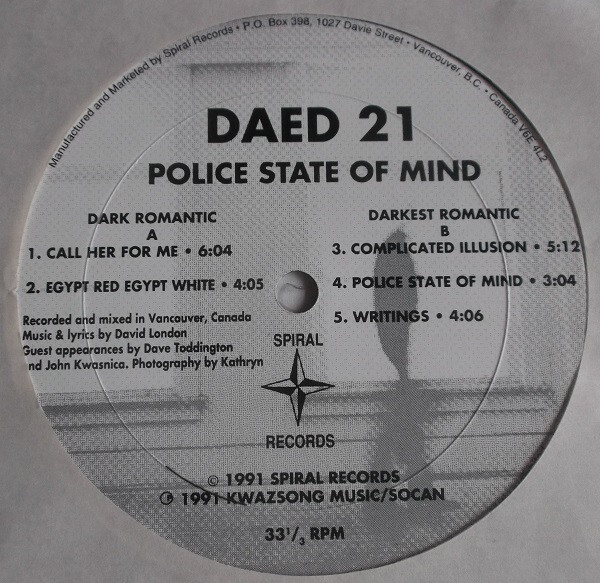 Manufactured and Marketed by Spiral Records • P.O. Box 398, 1027 Davie Street • Vancouver, B.C. • Canada V6E 4L2
DAED 21
POLICE STATE OF MIND
DARK ROMANTIC
A
1. CALL HER FOR ME • 6:04
2. EGYPT RED EGYPT WHITE • 4:05
DARKEST ROMANTIC
B
3. COMPLICATED ILLUSION • 5:12
4. POLICE STATE OF MIND • 3:04
5. WRITINGS • 4:06
Recorded and mixed in Vancouver, Canada
Music & lyrics by David London
Guest appearances by Dave Toddington
nd John Kwasnica. Photography by Kathryn
SPIRAL
RECORDS
© 1991 SPIRAL RECORDS
℗ 1991 KWAZSONG MUSIC/SOCAN
33 1/3 RPM